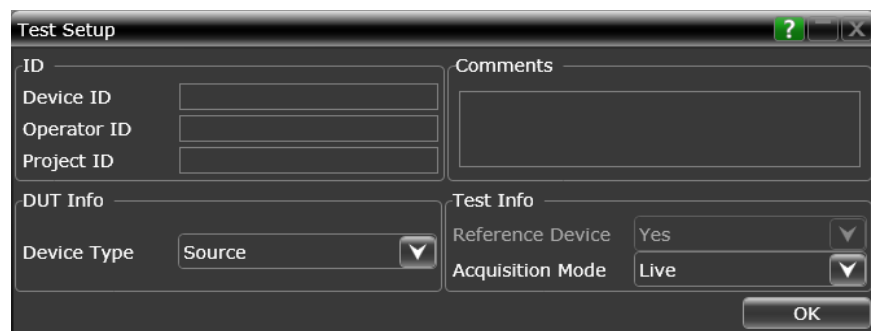 Test Setup
?
X
ID
Device ID
Operator ID
Project ID
Comments
DUT Info
Device Type Source
Test Info
Reference Device Yes
Acquisition Mode Live
OK